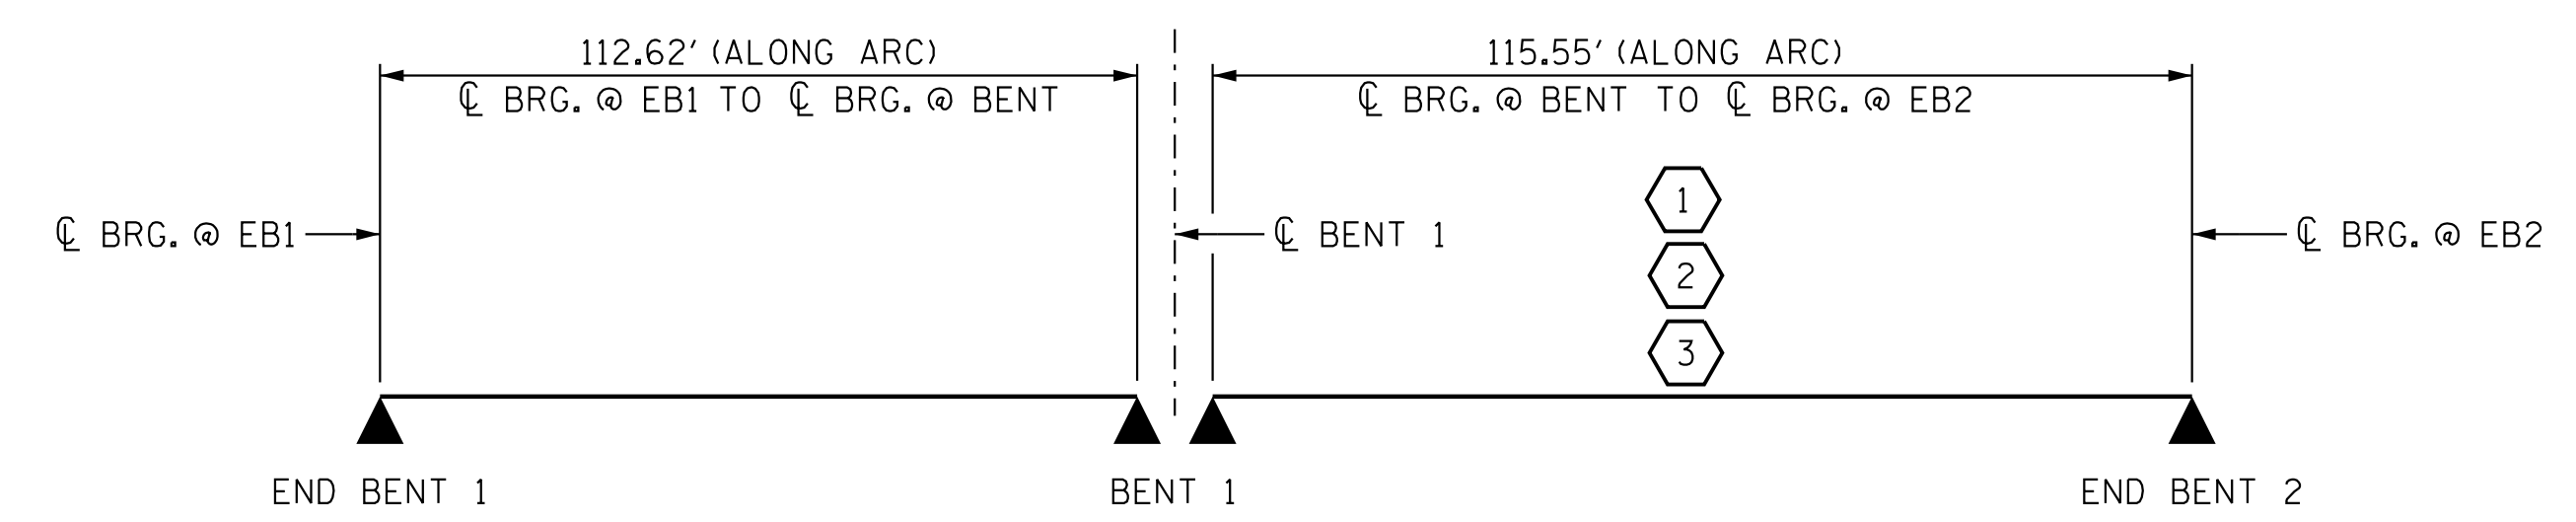 112.62' (ALONG ARC)
℄ BRG. @ EB1 TO ℄ BRG. @ BENT
115.55' (ALONG ARC)
℄ BRG. @ BENT TO ℄ BRG. @ EB2
℄ BRG. @ EB1
℄ BENT 1
1
2
3
℄ BRG. @ EB2
END BENT 1
BENT 1
END BENT 2